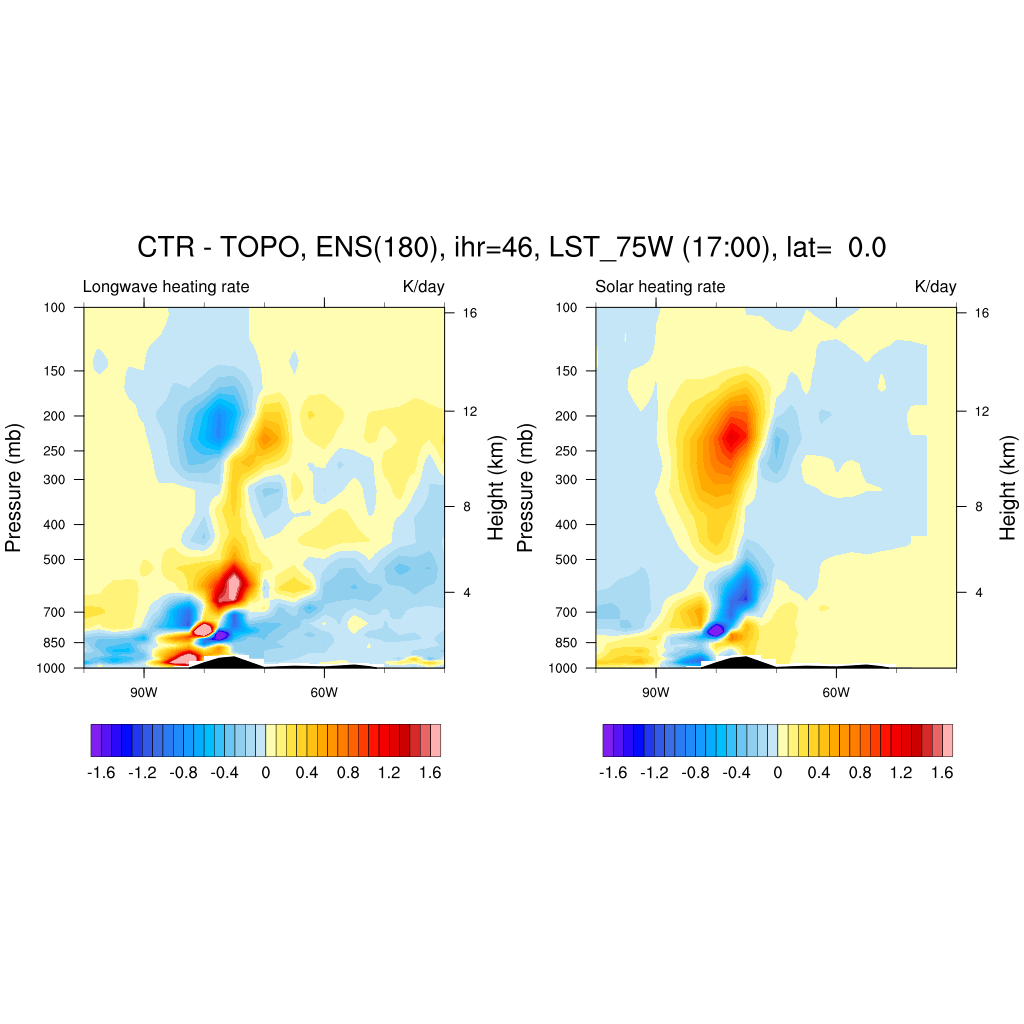 CTR - TOPO, ENS(180), ihr=46, LST_75W (17:00), lat=  0.0
Longwave heating rate K/day
100
150
200
250
300
400
500
700
850
1000
Pressure (mb)
16
12
8
4
Height (km)
90W 60W
-1.6 -1.2 -0.8 -0.4 0 0.4 0.8 1.2 1.6
Solar heating rate K/day
100
150
200
250
300
400
500
700
850
1000
Pressure (mb)
16
12
8
4
Height (km)
90W 60W
-1.6 -1.2 -0.8 -0.4 0 0.4 0.8 1.2 1.6